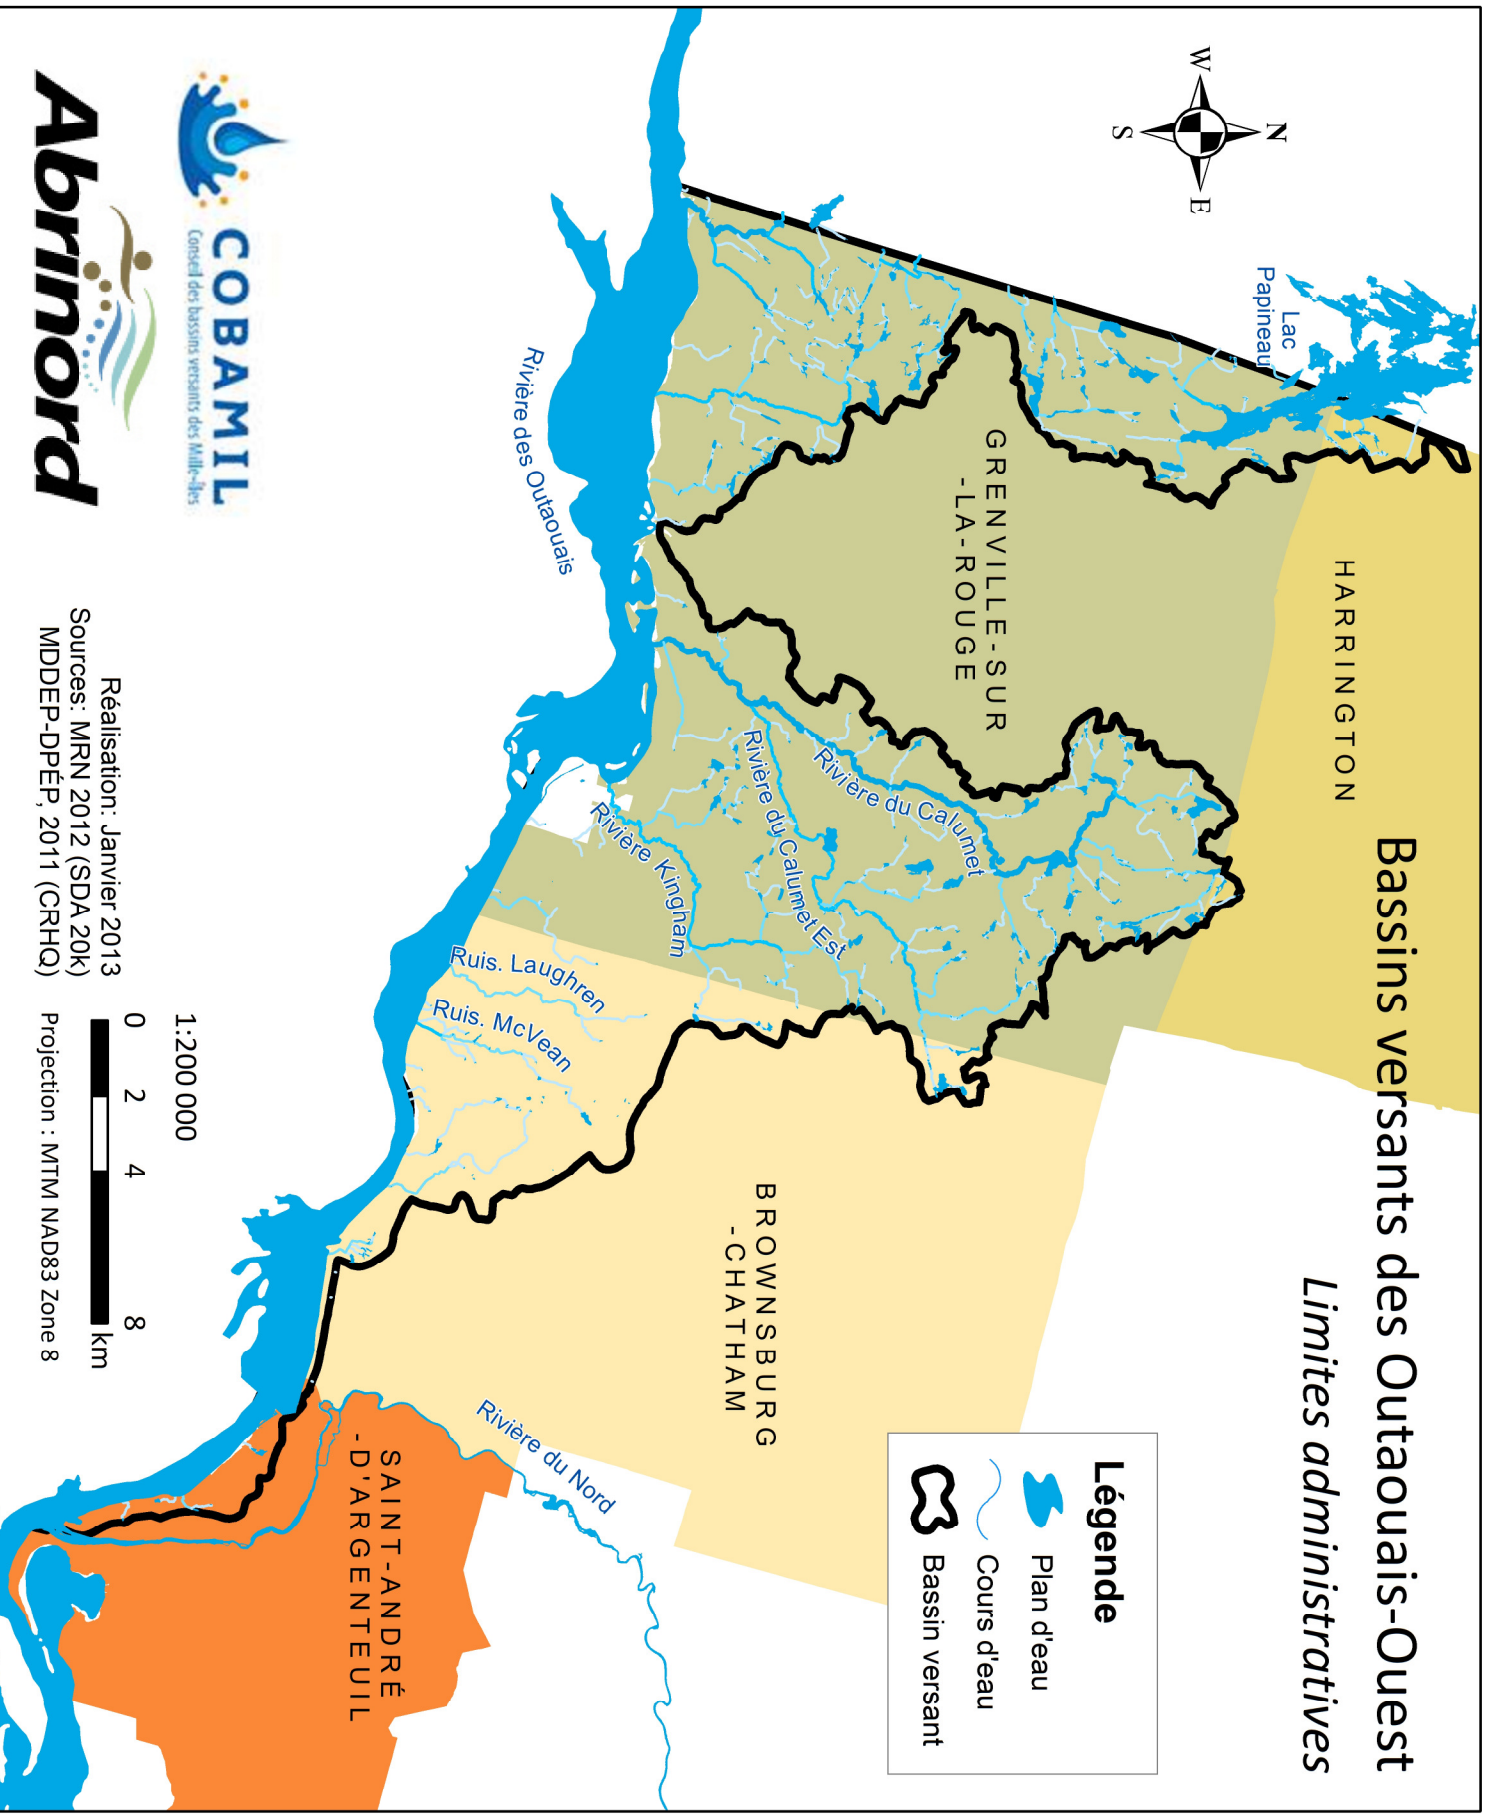 Bassins versants des Outaouais-Ouest
Limites administratives
N
W
E
S
Lac
Papineau
HARRINGTON
GRENVILLE-SUR
-LA-ROUGE
Rivière du Calumet
Rivière du Calumet Est
Rivière Kingham
Rivière des Outaouais
Ruis. Laughren
Ruis. McVean
BROWNSBURG
-CHATHAM
Rivière du Nord
SAINT-ANDRÉ
-D'ARGENTEUIL
Légende
Plan d'eau
Cours d'eau
Bassin versant
COBAMIL
Conseil des bassins versants des Mille-Îles
Abrinord
Réalisation: Janvier 2013
Sources: MRN 2012 (SDA 20k)
MDDEP-DPÉP, 2011 (CRHQ)
1:200 000
0 2 4 8
km
Projection : MTM NAD83 Zone 8